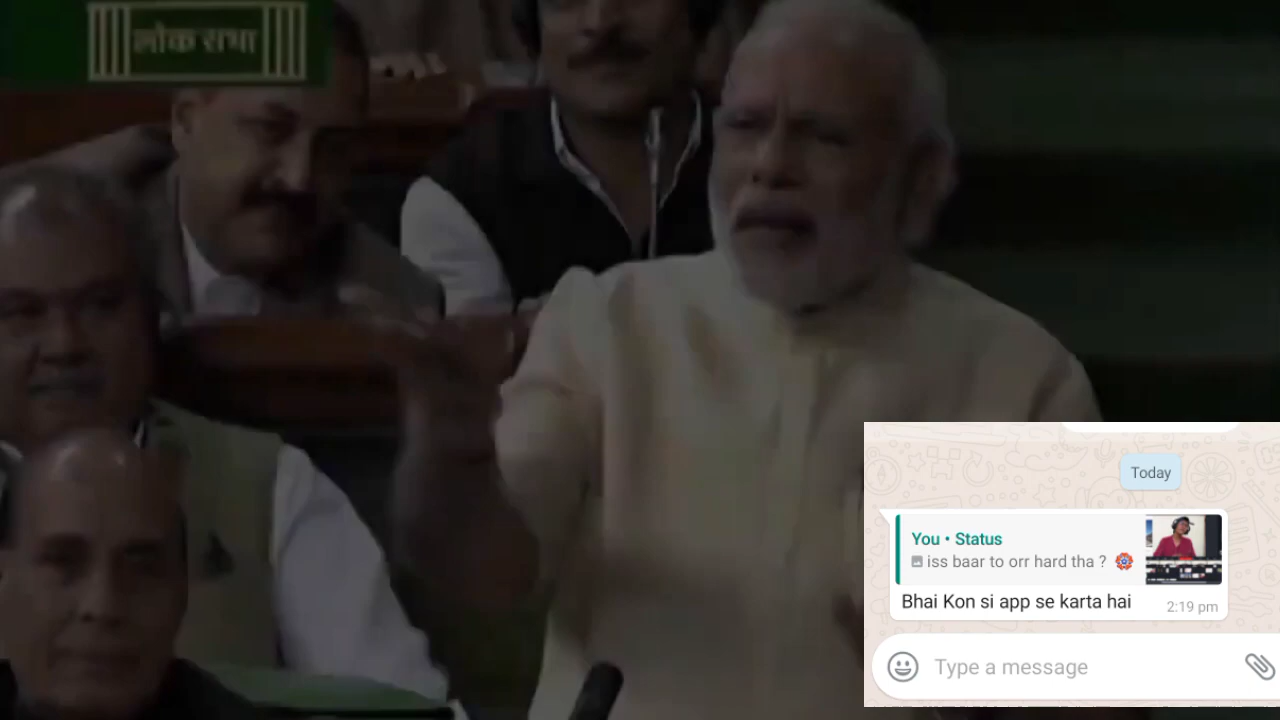 लोक सभा
Today
You • Status
iss baar to orr hard tha ?
Bhai Kon si app se karta hai
2:19 pm
Type a message